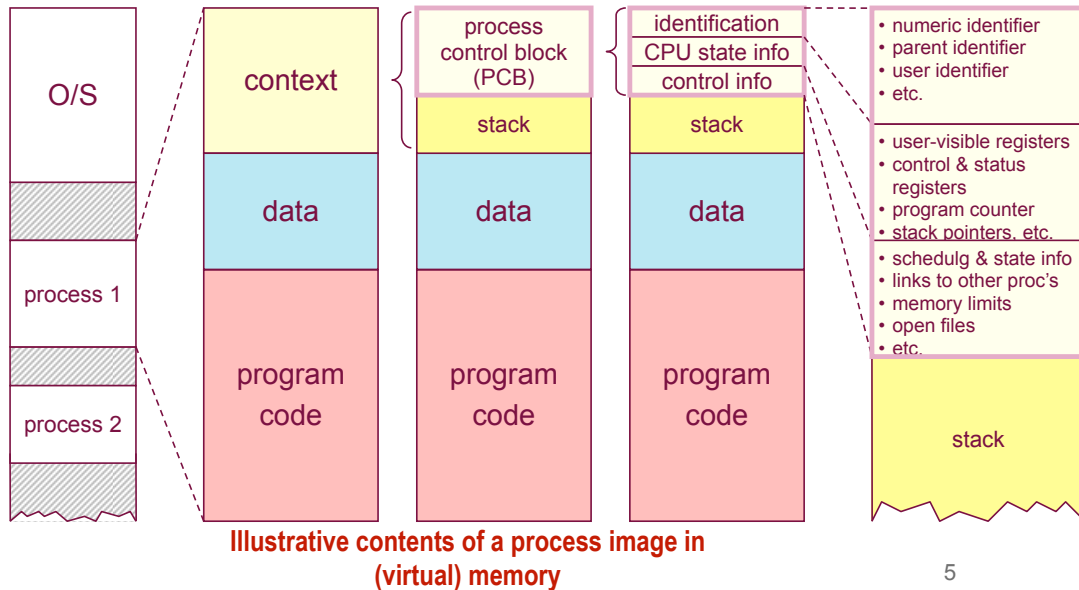 O/S
process 1
process 2
context
data
program
code
process
control block
(PCB)
stack
data
program
code
identification
CPU state info
control info
stack
data
program
code
• numeric identifier
• parent identifier
• user identifier
• etc.
• user-visible registers
• control & status
registers
• program counter
• stack pointers, etc.
• schedulg & state info
• links to other proc's
• memory limits
• open files
• etc.
stack
Illustrative contents of a process image in
(virtual) memory
5